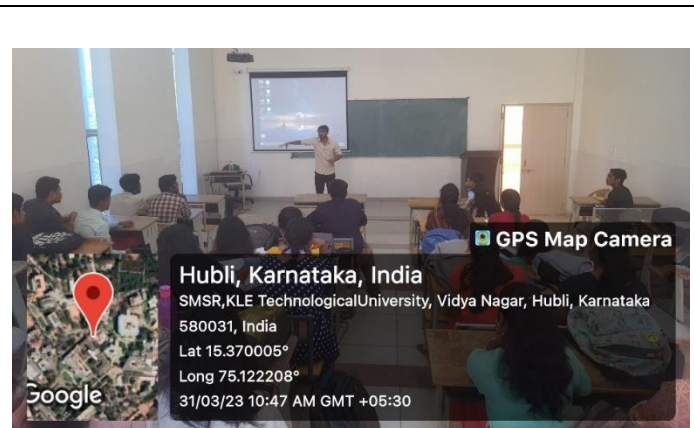 GPS Map Camera
Hubli, Karnataka, India
SMSR,KLE TechnologicalUniversity, Vidya Nagar, Hubli, Karnataka
580031, India
Lat 15.370005°
Long 75.122208°
31/03/23 10:47 AM GMT +05:30
Google